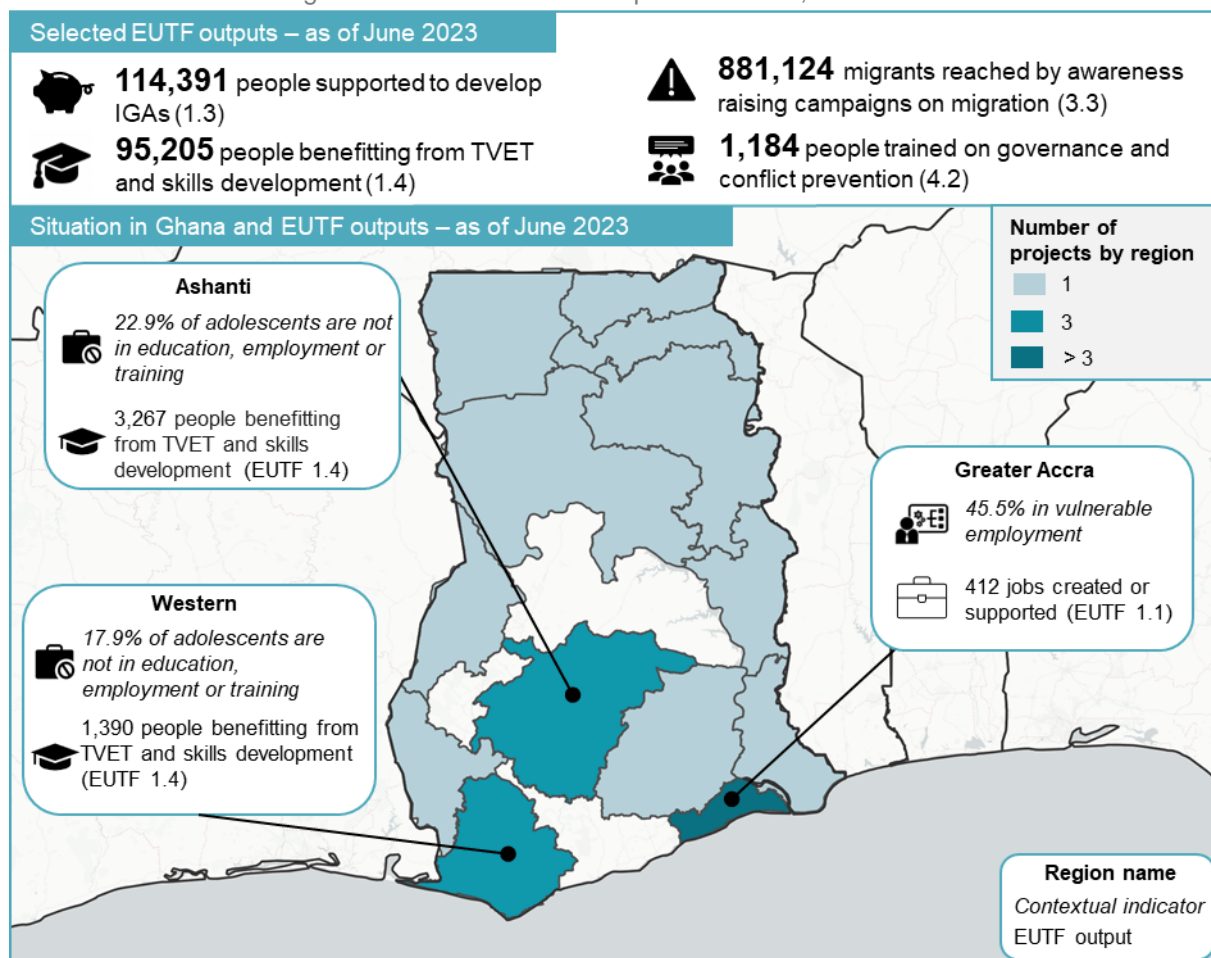 Selected EUTF outputs – as of June 2023
114,391 people supported to develop
IGAs (1.3)
95,205 people benefitting from TVET
and skills development (1.4)
881,124 migrants reached by awareness
raising campaigns on migration (3.3)
1,184 people trained on governance and
conflict prevention (4.2)
Situation in Ghana and EUTF outputs – as of June 2023
Number of
projects by region
1
3
> 3
Ashanti
22.9% of adolescents are not
in education, employment or
training
3,267 people benefitting
from TVET and skills
development (EUTF 1.4)
Greater Accra
45.5% in vulnerable
employment
412 jobs created or
supported (EUTF 1.1)
Western
17.9% of adolescents are
not in education,
employment or training
1,390 people benefitting from
TVET and skills development
(EUTF 1.4)
Region name
Contextual indicator
EUTF output